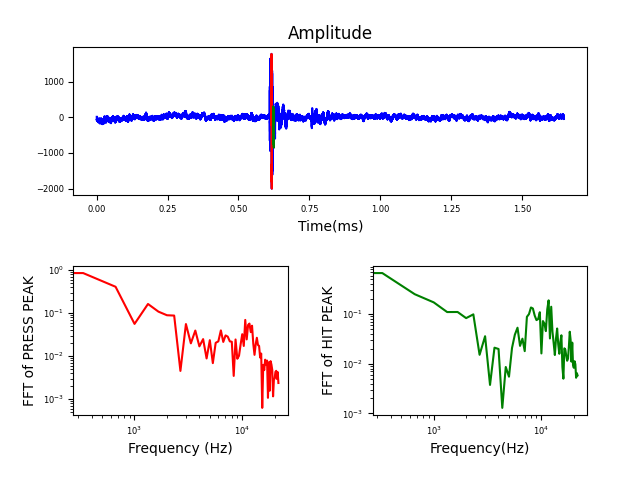 Amplitude
1000
0
−1000
−2000
0.00 0.25 0.50 0.75 1.00 1.25 1.50
Time(ms)
FFT of PRESS PEAK
10⁰
10⁻¹
10⁻²
10⁻³
10³ 10⁴
Frequency (Hz)
FFT of HIT PEAK
10⁻¹
10⁻²
10⁻³
10³ 10⁴
Frequency(Hz)